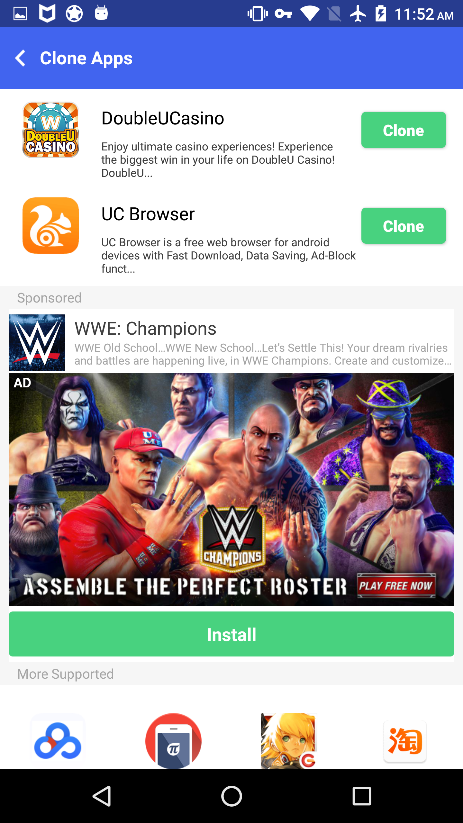 11:52 AM
Clone Apps
W
DOUBLEU
CASINO
DoubleUCasino
Enjoy ultimate casino experiences! Experience
the biggest win in your life on DoubleU Casino!
DoubleU...
Clone
UC Browser
UC Browser is a free web browser for android
devices with Fast Download, Data Saving, Ad-Block
funct...
Clone
Sponsored
WWE: Champions
WWE Old School...WWE New School...Let's Settle This! Your dream rivalries
and battles are happening live, in WWE Champions. Create and customize...
AD
CHAMPIONS
ASSEMBLE THE PERFECT ROSTER
PLAY FREE NOW
Install
More Supported
π
G
淘